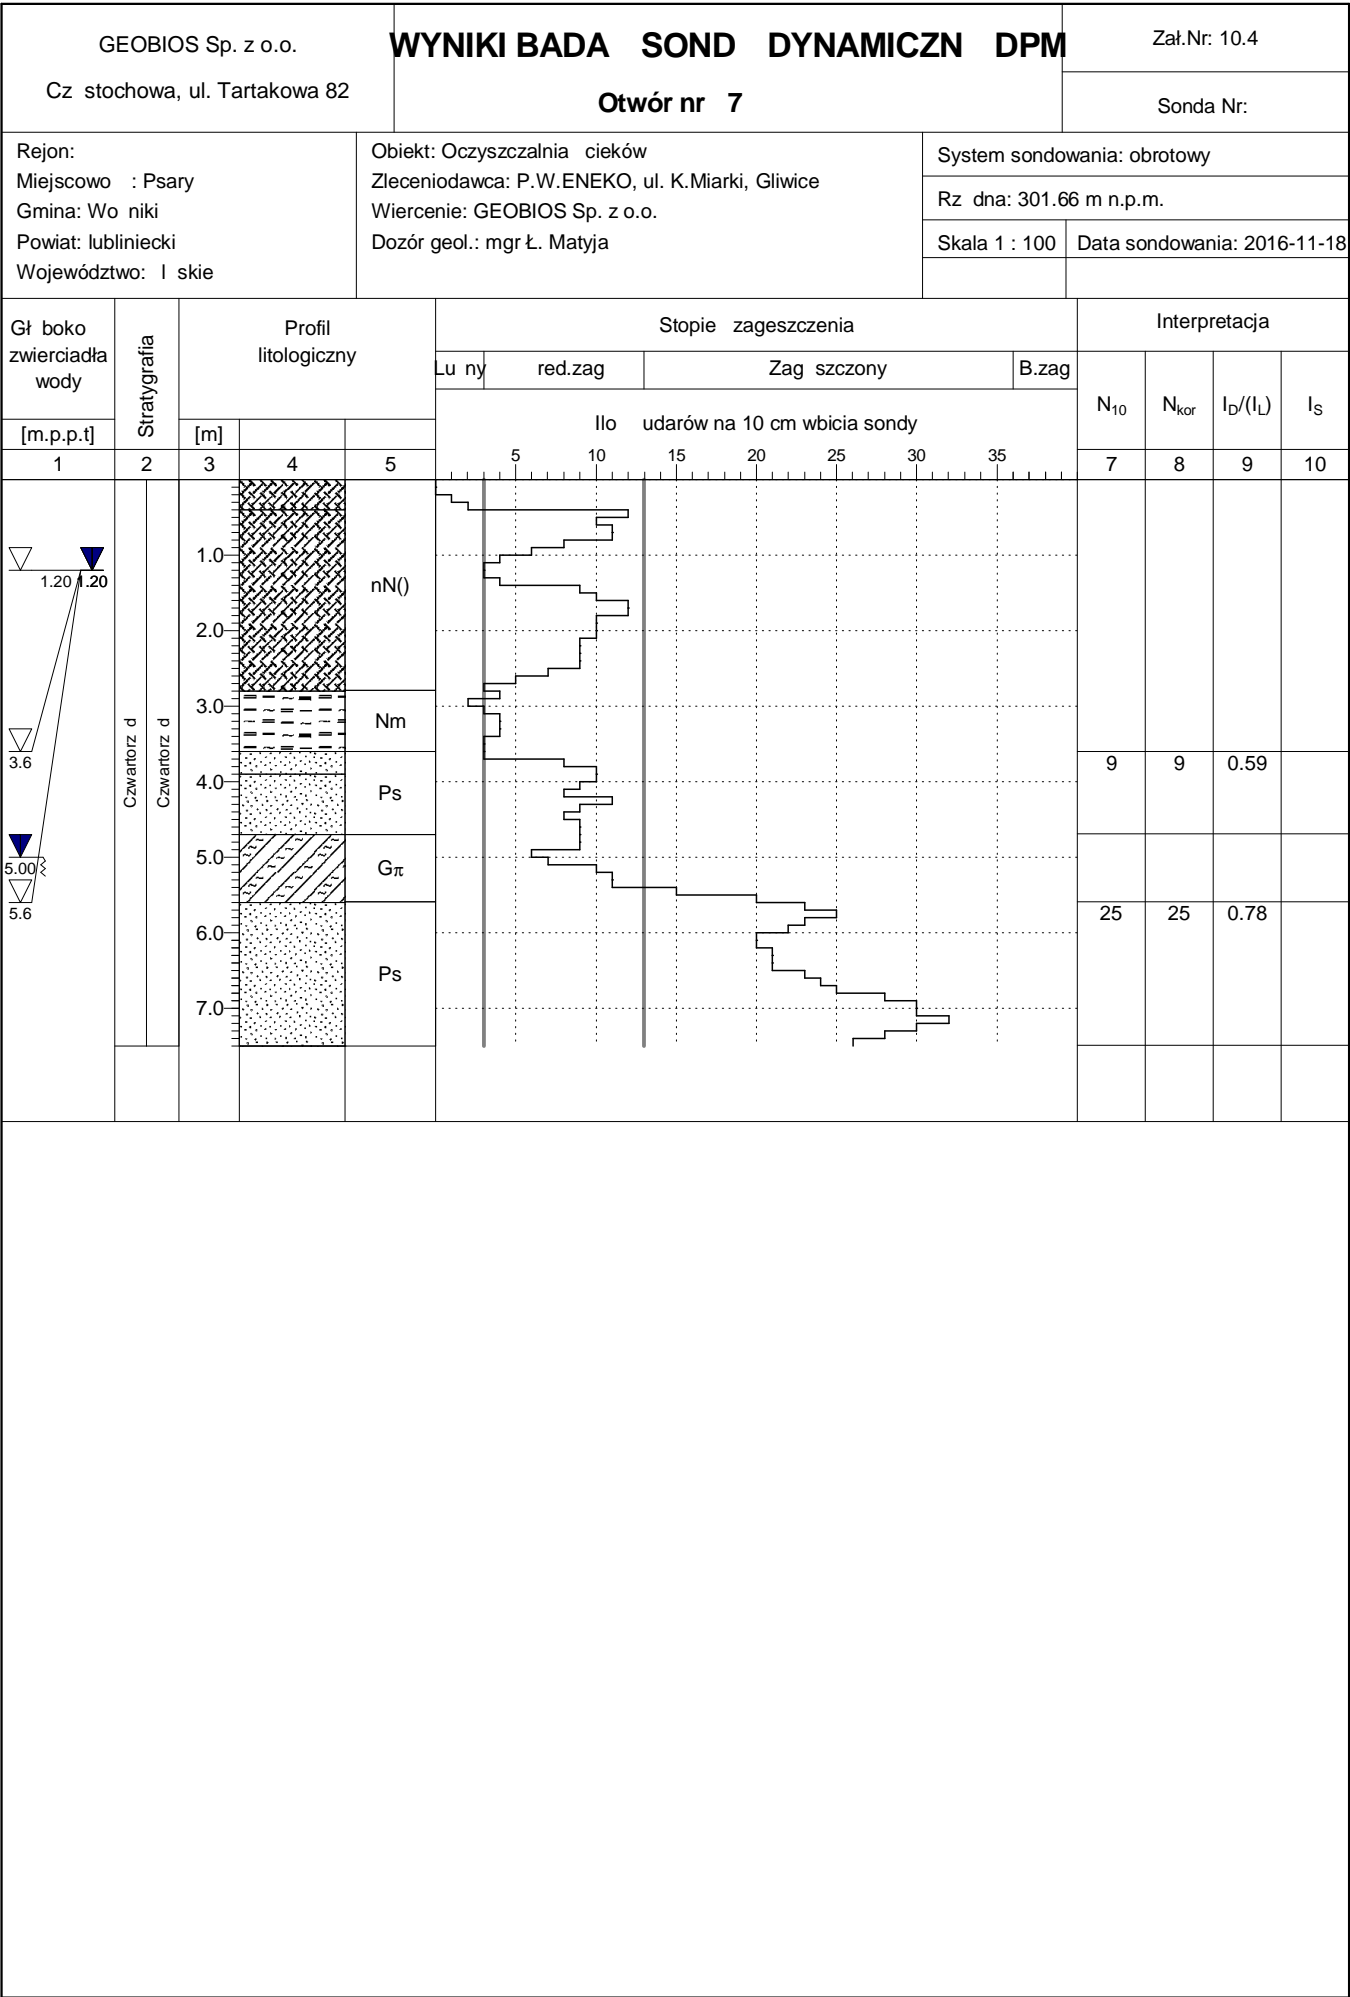 GEOBIOS Sp. z o.o.
Cz stochowa, ul. Tartakowa 82
WYNIKI BADA SOND DYNAMICZN DPM
Otwór nr 7
Zał.Nr: 10.4
Sonda Nr:
Rejon:
Miejscowo : Psary
Gmina: Wo niki
Powiat: lubliniecki
Województwo: l skie
Obiekt: Oczyszczalnia cieków
Zleceniodawca: P.W.ENEKO, ul. K.Miarki, Gliwice
Wiercenie: GEOBIOS Sp. z o.o.
Dozór geol.: mgr Ł. Matyja
System sondowania: obrotowy
Rz dna: 301.66 m n.p.m.
Skala 1 : 100
Data sondowania: 2016-11-18
Gł boko
zwierciadła
wody
[m.p.p.t]
Stratygrafia
Profil
litologiczny
[m]
Stopie zageszczenia
Lu ny
red.zag
Zag szczony
B.zag
Ilo udarów na 10 cm wbicia sondy
5 10 15 20 25 30 35
Interpretacja
N10
Nkor
ID/(IL)
IS
1 2 3 4 5 7 8 9 10
1.20 1.20
3.6
5.00
5.6
Czwartorz d
Czwartorz d
1.0
2.0
3.0
4.0
5.0
6.0
7.0
nN()
Nm
Ps
Gπ
Ps
9 9 0.59
25 25 0.78